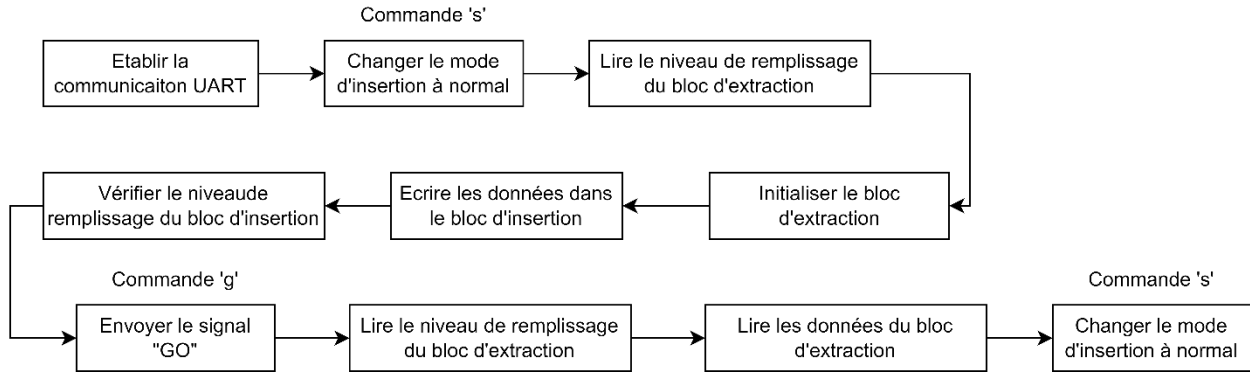 Commande 's'
Etablir la
communicaiton UART
Changer le mode
d'insertion à normal
Lire le niveau de remplissage
du bloc d'extraction
Initialiser le bloc
d'extraction
Ecrire les données dans
le bloc d'insertion
Vérifier le niveaude
remplissage du bloc d'insertion
Commande 'g'
Envoyer le signal
"GO"
Lire le niveau de remplissage
du bloc d'extraction
Lire les données du bloc
d'extraction
Commande 's'
Changer le mode
d'insertion à normal